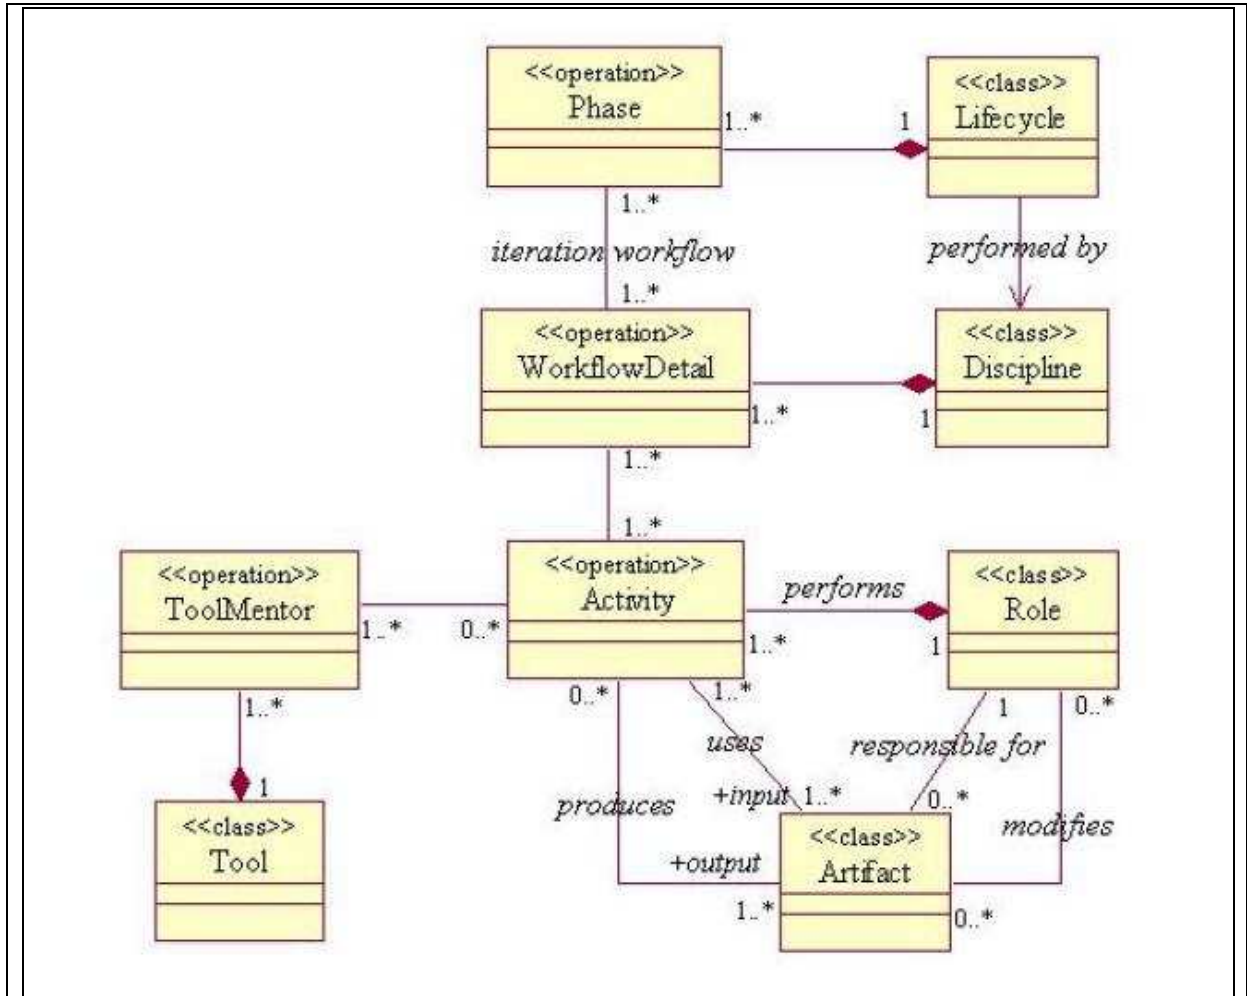 <<operation>>
Phase
<<class>>
Lifecycle
1..*
1
1..*
iteration workflow
performed by
1..*
<<operation>>
WorkflowDetail
<<class>>
Discipline
1..*
1
1..*
1..*
<<operation>>
ToolMentor
<<operation>>
Activity
performs
<<class>>
Role
1..*
0..*
1..*
1
1..*
0..*
1..*
1
0..*
uses
responsible for
1
produces
+input
1..*
0..*
modifies
<<class>>
Tool
<<class>>
Artifact
+output
1..*
0..*